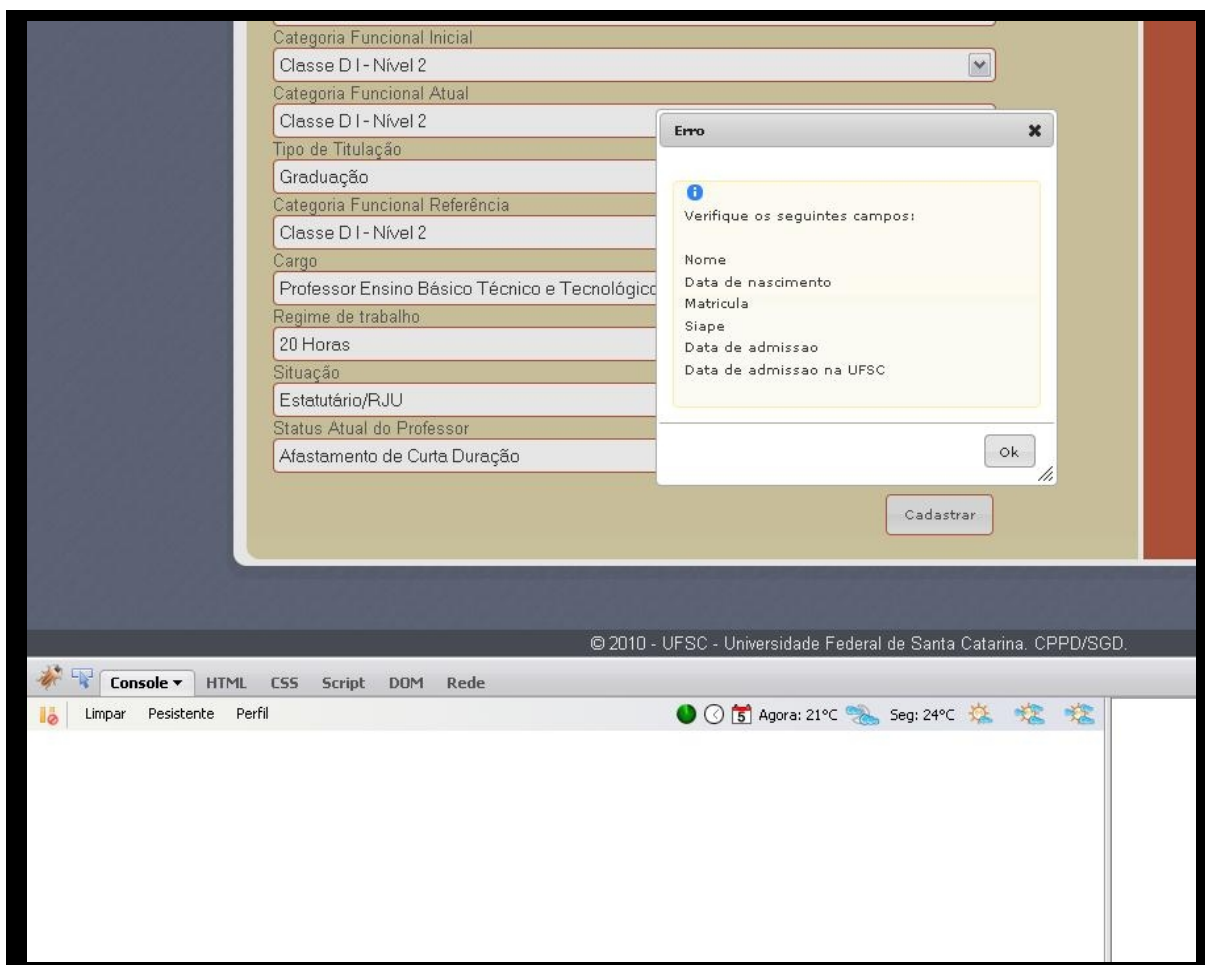 Categoria Funcional Inicial
Classe D I - Nível 2
Categoria Funcional Atual
Classe D I - Nível 2
Tipo de Titulação
Graduação
Categoria Funcional Referência
Classe D I - Nível 2
Cargo
Professor Ensino Básico Técnico e Tecnológico
Regime de trabalho
20 Horas
Situação
Estatutário/RJU
Status Atual do Professor
Afastamento de Curta Duração
Erro
Verifique os seguintes campos:
Nome
Data de nascimento
Matricula
Siape
Data de admissao
Data de admissao na UFSC
Ok
Cadastrar
© 2010 - UFSC - Universidade Federal de Santa Catarina. CPPD/SGD.
Console HTML CSS Script DOM Rede
Limpar Pesistente Perfil 5 Agora: 21°C Seg: 24°C